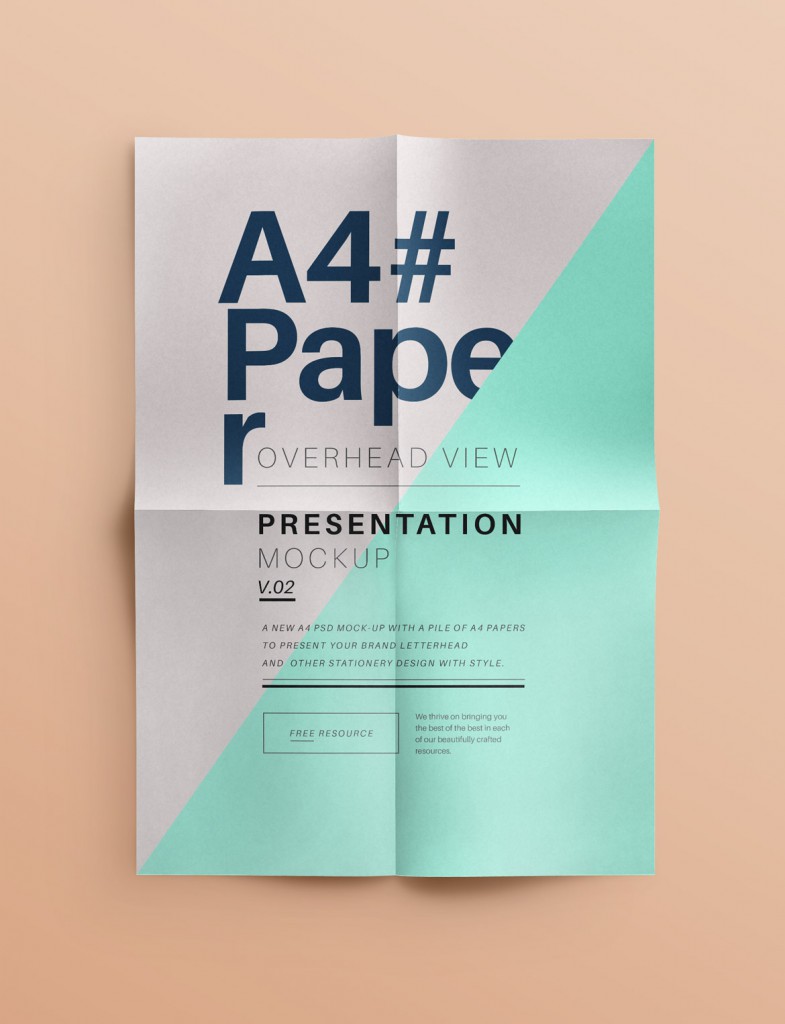 A4#
Pape
r
OVERHEAD VIEW
PRESENTATION
MOCKUP
V.02
A NEW A4 PSD MOCK-UP WITH A PILE OF A4 PAPERS
TO PRESENT YOUR BRAND LETTERHEAD
AND OTHER STATIONERY DESIGN WITH STYLE.
FREE RESOURCE
We thrive on bringing you
the best of the best in each
of our beautifully crafted
resources.